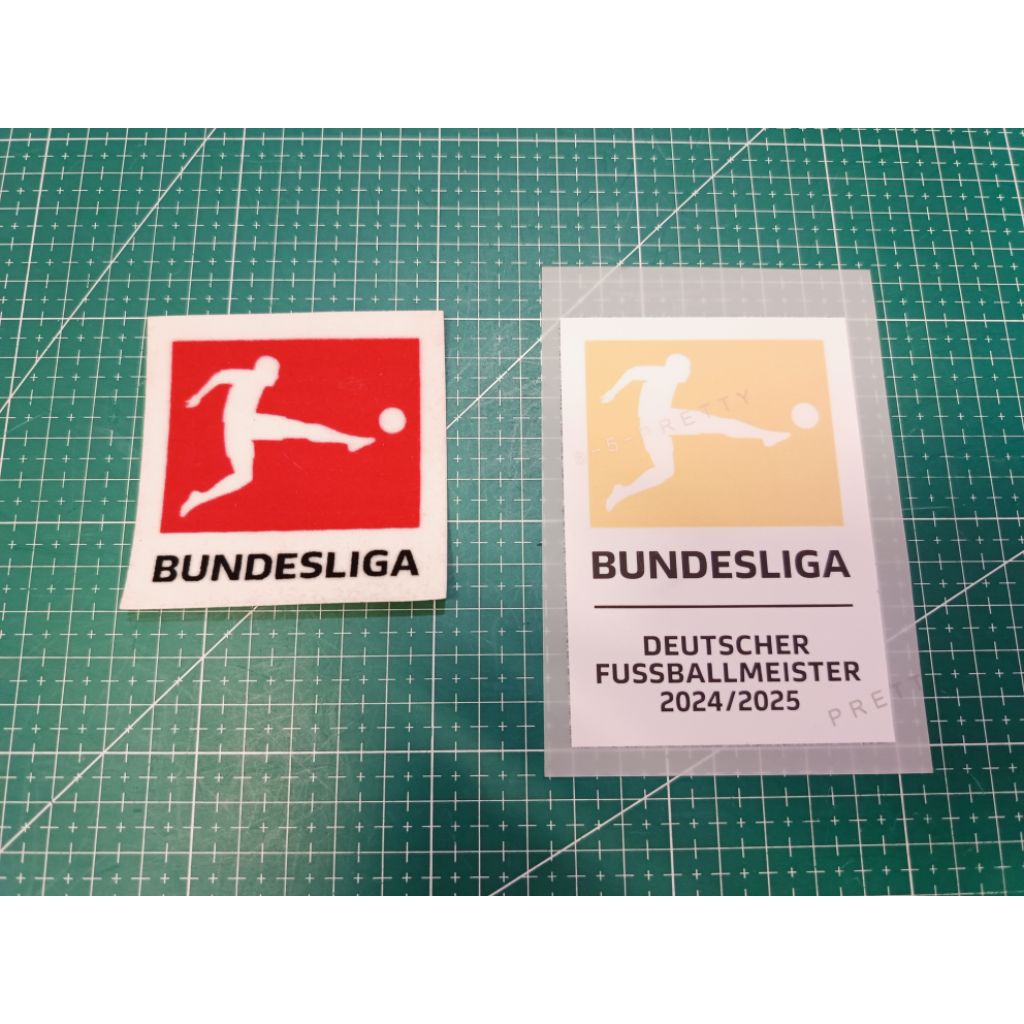 BUNDESLIGA
BUNDESLIGA
DEUTSCHER
FUSSBALLMEISTER
2024/2025